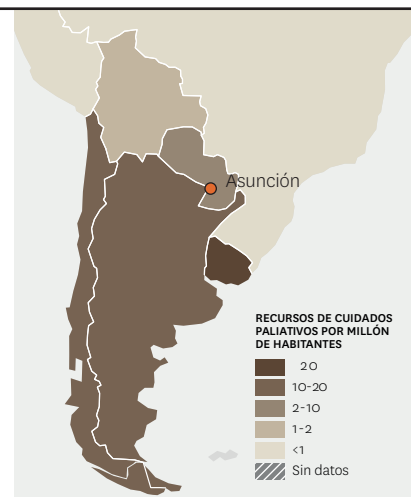 Asunción
RECURSOS DE CUIDADOS
PALIATIVOS POR MILLÓN
DE HABITANTES
20
10-20
2-10
1-2
<1
Sin datos